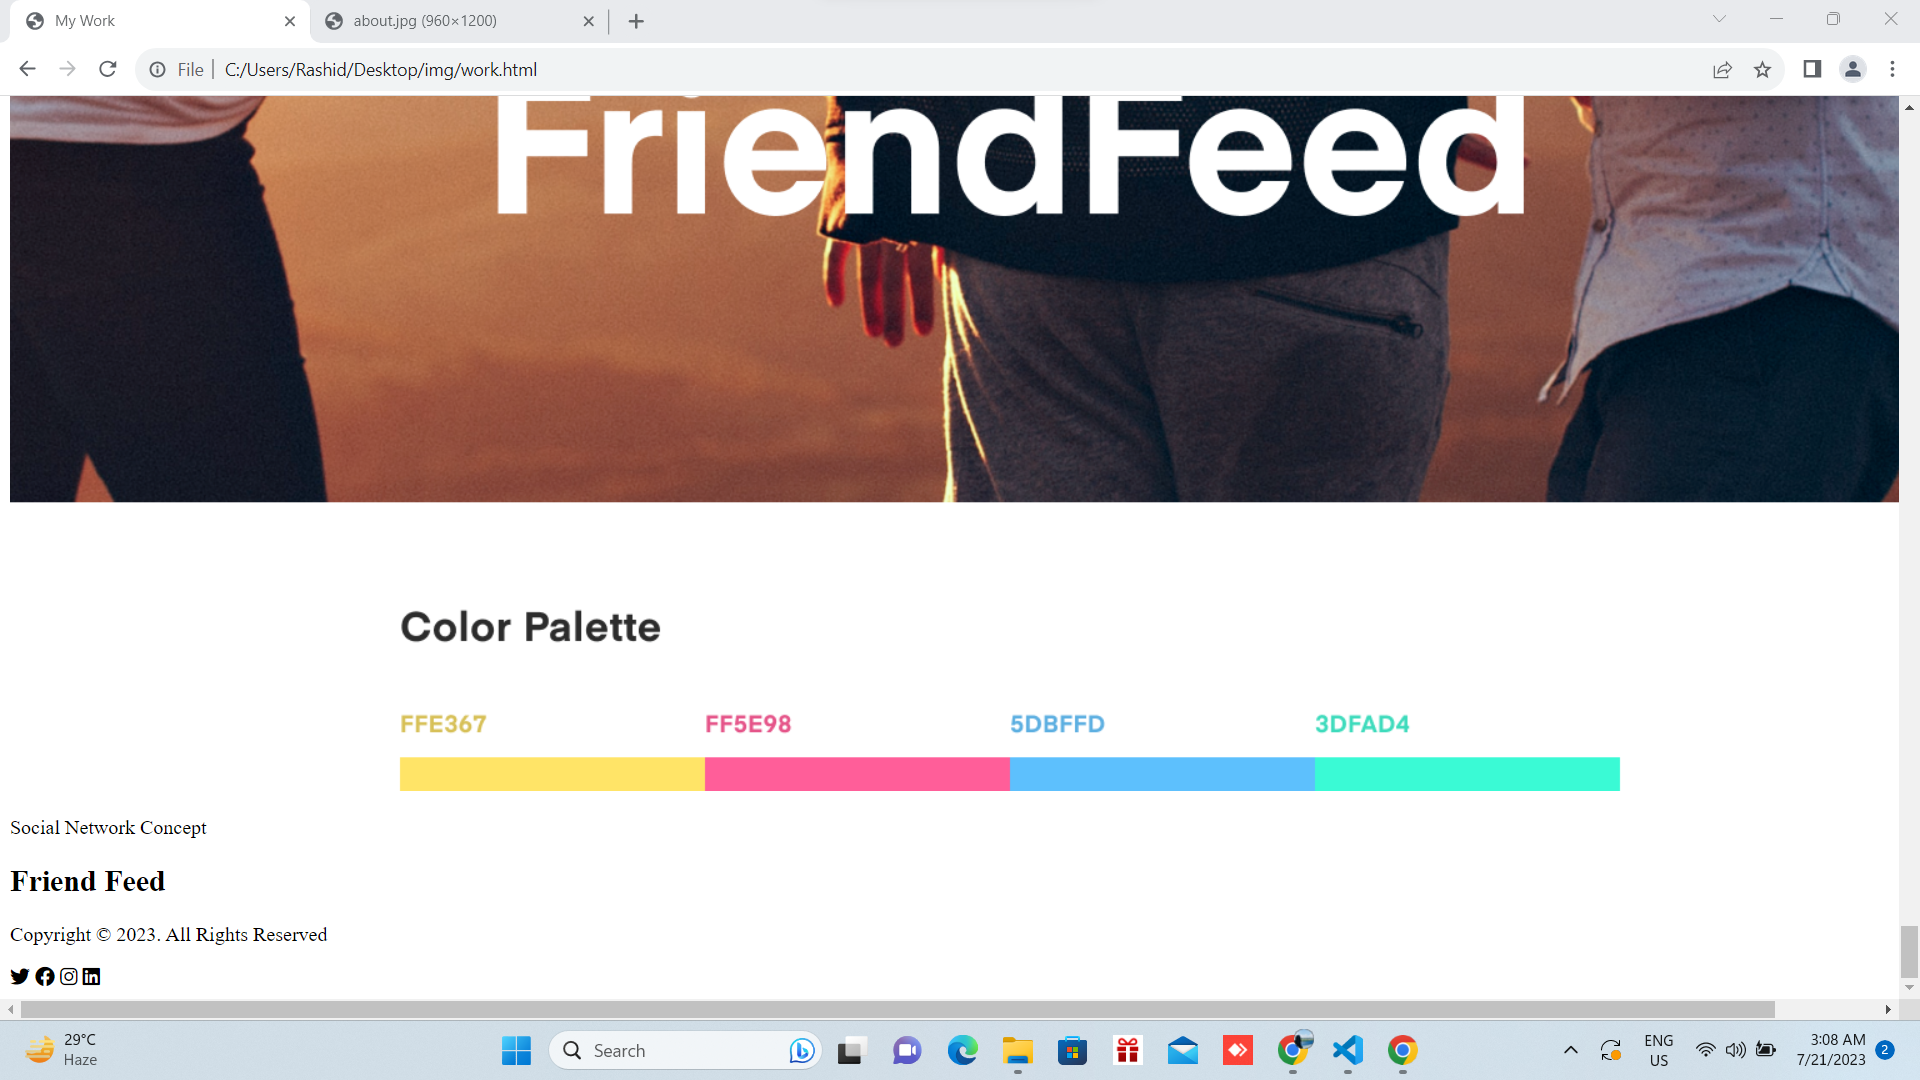 My Work
about.jpg (960×1200)
File
C:/Users/Rashid/Desktop/img/work.html
FriendFeed
Color Palette
FFE367 FF5E98 5DBFFD 3DFAD4
Social Network Concept
Friend Feed
Copyright © 2023. All Rights Reserved
29°C
Haze
Search
ENG
US
3:08 AM
7/21/2023
2